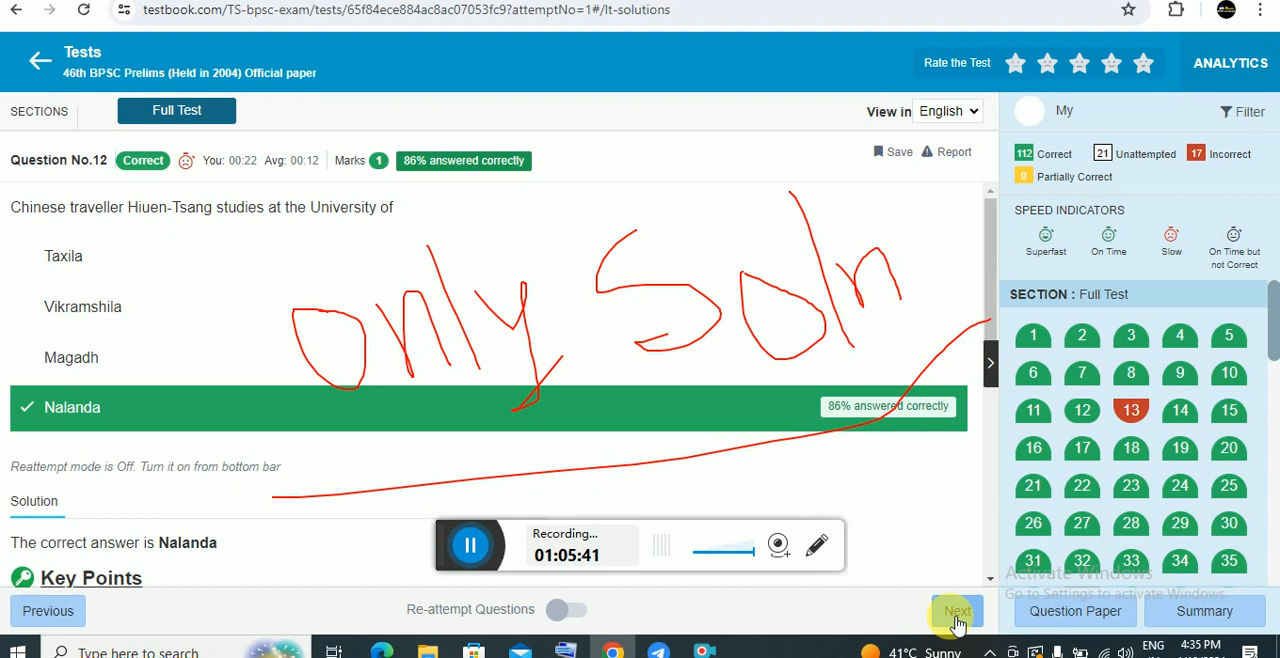 testbook.com/TS-bpsc-exam/tests/65f84ece884ac8ac07053fc9?attemptNo=1#/lt-solutions
Tests
46th BPSC Prelims (Held in 2004) Official paper
Rate the Test
ANALYTICS
SECTIONS
Full Test
View in English
My
Filter
Question No.12
Correct
You: 00:22 Avg: 00:12
Marks 1
86% answered correctly
Save
Report
112 Correct
21 Unattempted
17 Incorrect
0 Partially Correct
Chinese traveller Hiuen-Tsang studies at the University of
Taxila
Vikramshila
Magadh
Nalanda
86% answered correctly
only Soln
SPEED INDICATORS
Superfast
On Time
Slow
On Time but
not Correct
SECTION : Full Test
1 2 3 4 5
6 7 8 9 10
11 12 13 14 15
16 17 18 19 20
21 22 23 24 25
26 27 28 29 30
31 32 33 34 35
Reattempt mode is Off. Turn it on from bottom bar
Solution
The correct answer is Nalanda
Key Points
Recording...
01:05:41
Activate Windows
Go to Settings to activate Windows.
Previous
Re-attempt Questions
Next
Question Paper
Summary
Type here to search
41°C Sunny
ENG
4:35 PM